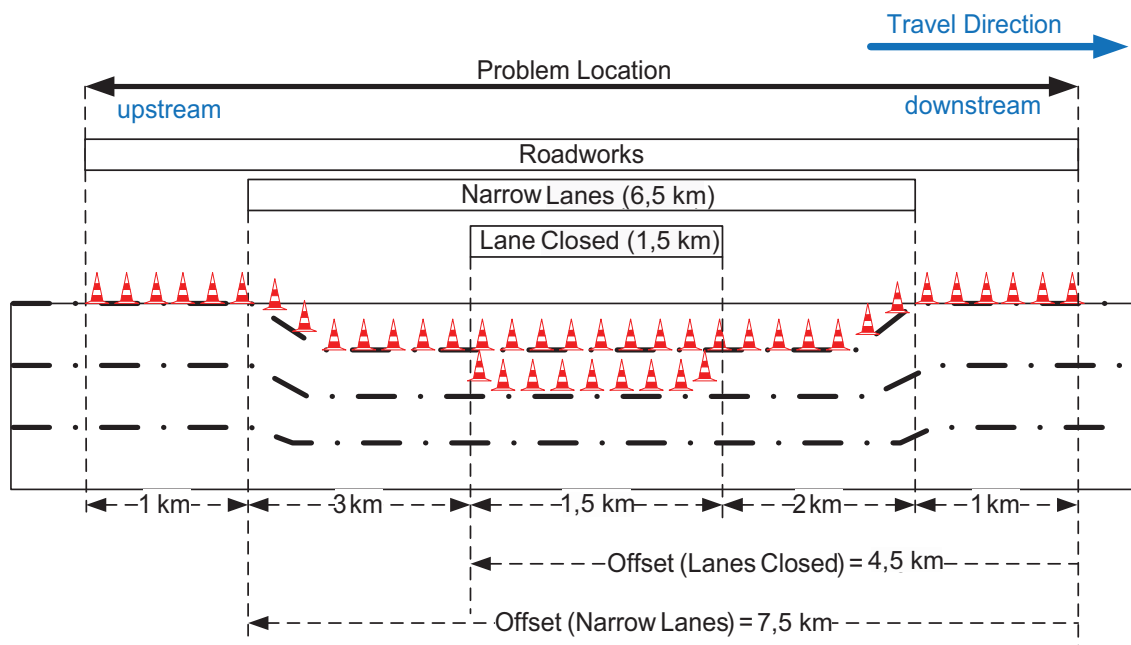 Travel Direction
Problem Location
upstream
downstream
Roadworks
Narrow Lanes (6,5 km)
Lane Closed (1,5 km)
1 km
3 km
1,5 km
2 km
1 km
Offset (Lanes Closed) = 4,5 km
Offset (Narrow Lanes) = 7,5 km